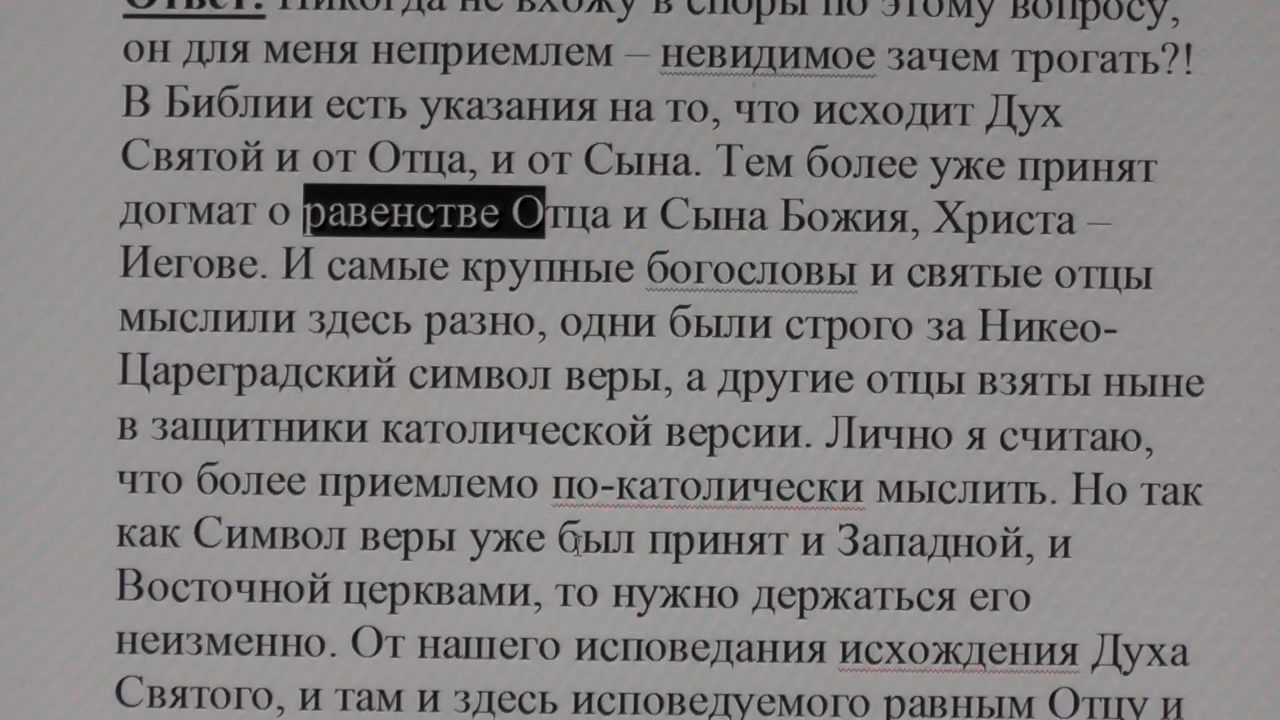 Ответ: Никогда не вхожу в споры по этому вопросу,
он для меня неприемлем – невидимое зачем трогать?!
В Библии есть указания на то, что исходит Дух
Святой и от Отца, и от Сына. Тем более уже принят
догмат о равенстве Отца и Сына Божия, Христа –
Иегове. И самые крупные богословы и святые отцы
мыслили здесь разно, одни были строго за Никео-
Цареградский символ веры, а другие отцы взяты ныне
в защитники католической версии. Лично я считаю,
что более приемлемо по-католически мыслить. Но так
как Символ веры уже был принят и Западной, и
Восточной церквами, то нужно держаться его
неизменно. От нашего исповедания исхождения Духа
Святого, и там и здесь исповедуемого равным Отцу и